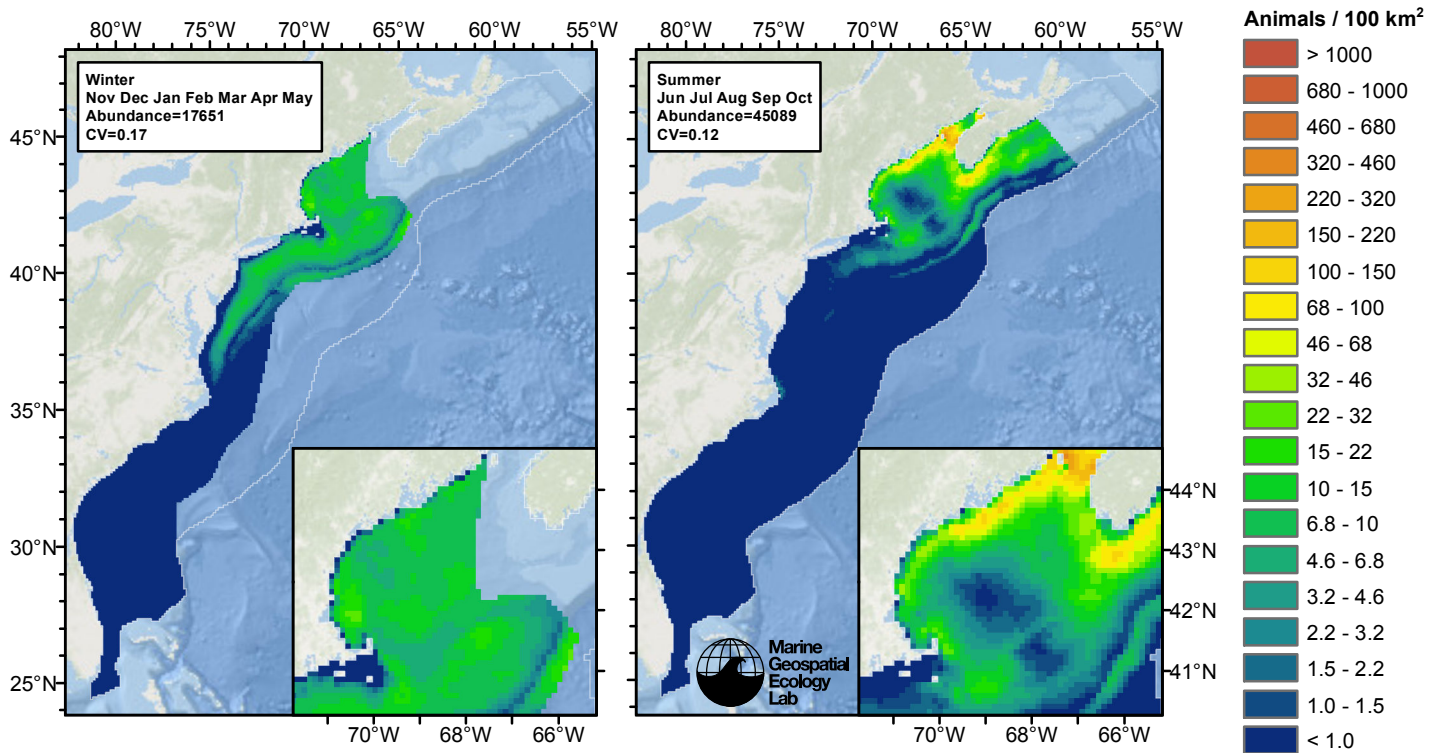 80°W 75°W 70°W 65°W 60°W 55°W
80°W 75°W 70°W 65°W 60°W 55°W
Winter
Nov Dec Jan Feb Mar Apr May
Abundance=17651
CV=0.17
Summer
Jun Jul Aug Sep Oct
Abundance=45089
CV=0.12
45°N
40°N
35°N
30°N
25°N
44°N
43°N
42°N
41°N
70°W 68°W 66°W
70°W 68°W 66°W
Marine
Geospatial
Ecology
Lab
Animals / 100 km²
> 1000
680 - 1000
460 - 680
320 - 460
220 - 320
150 - 220
100 - 150
68 - 100
46 - 68
32 - 46
22 - 32
15 - 22
10 - 15
6.8 - 10
4.6 - 6.8
3.2 - 4.6
2.2 - 3.2
1.5 - 2.2
1.0 - 1.5
< 1.0